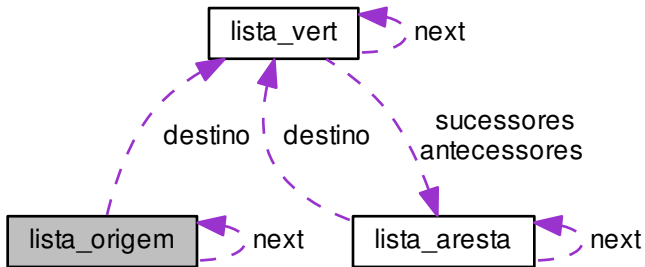 lista_vert
next
destino
destino
sucessores
antecessores
lista_origem
next
lista_aresta
next